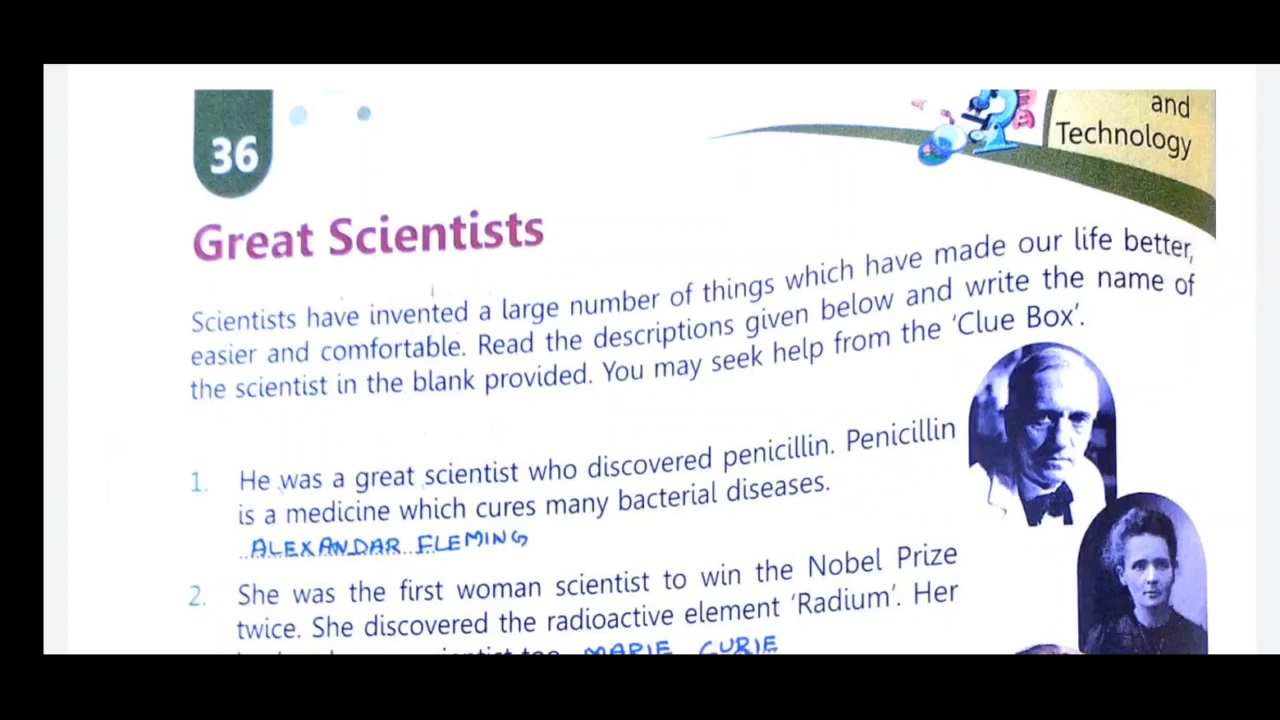 36
and
Technology
Great Scientists
Scientists have invented a large number of things which have made our life better,
easier and comfortable. Read the descriptions given below and write the name of
the scientist in the blank provided. You may seek help from the ‘Clue Box’.
1. He was a great scientist who discovered penicillin. Penicillin
is a medicine which cures many bacterial diseases.
ALEXANDAR FLEMING
2. She was the first woman scientist to win the Nobel Prize
twice. She discovered the radioactive element ‘Radium’. Her
MARIE CURIE